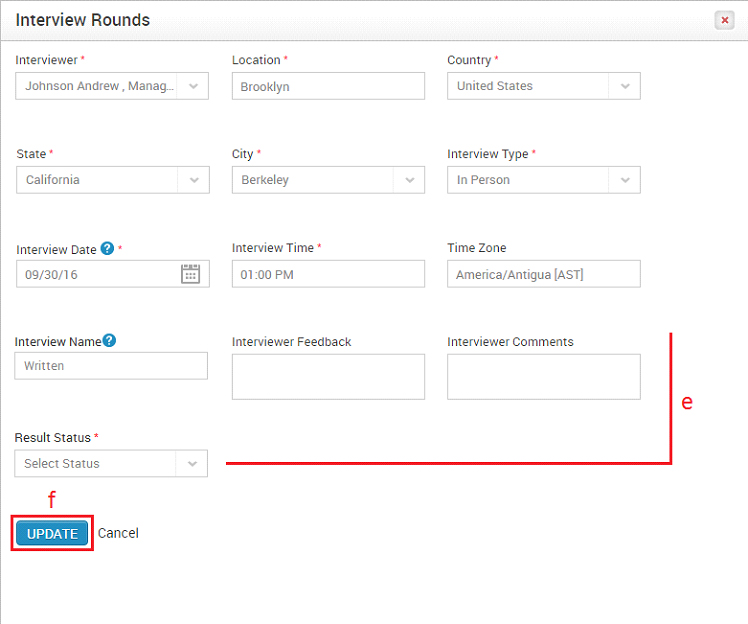 Interview Rounds
Interviewer * Location * Country *
Johnson Andrew , Manag... Brooklyn United States
State * City * Interview Type *
California Berkeley In Person
Interview Date ? * Interview Time * Time Zone
09/30/16 01:00 PM America/Antigua [AST]
Interview Name ? Interviewer Feedback Interviewer Comments
Written
e
Result Status *
Select Status
f
UPDATE Cancel